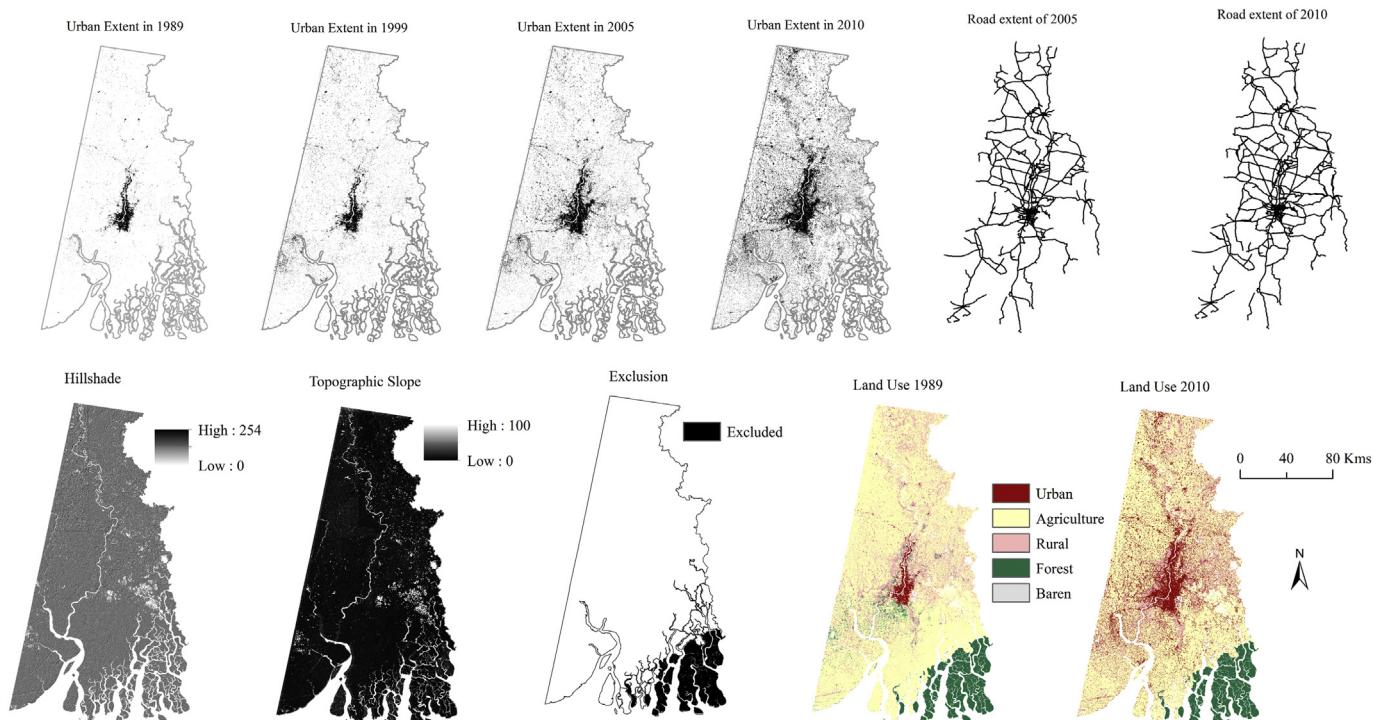 Urban Extent in 1989
Urban Extent in 1999
Urban Extent in 2005
Urban Extent in 2010
Road extent of 2005
Road extent of 2010
Hillshade
High : 254
Low : 0
Topographic Slope
High : 100
Low : 0
Exclusion
Excluded
Land Use 1989
Urban
Agriculture
Rural
Forest
Baren
Land Use 2010
0 40 80 Kms
N